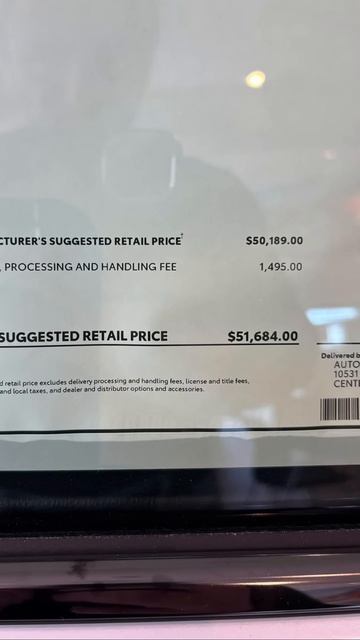 CTURER'S SUGGESTED RETAIL PRICE† $50,189.00
, PROCESSING AND HANDLING FEE 1,495.00
SUGGESTED RETAIL PRICE $51,684.00
d retail price excludes delivery processing and handling fees, license and title fees,
and local taxes, and dealer and distributor options and accessories.
Delivered b
AUTO
10531
CENT